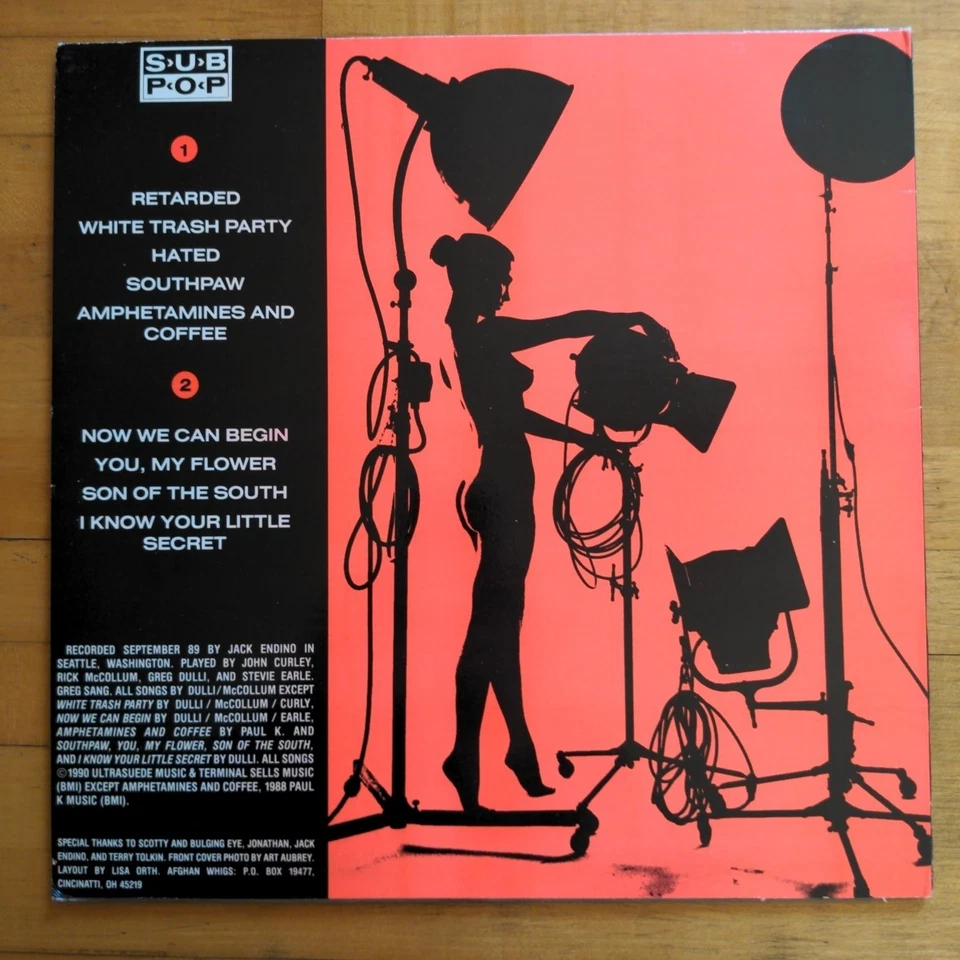 S›U›B
P‹O‹P
1
RETARDED
WHITE TRASH PARTY
HATED
SOUTHPAW
AMPHETAMINES AND
COFFEE
2
NOW WE CAN BEGIN
YOU, MY FLOWER
SON OF THE SOUTH
I KNOW YOUR LITTLE
SECRET
RECORDED SEPTEMBER 89 BY JACK ENDINO IN
SEATTLE, WASHINGTON. PLAYED BY JOHN CURLEY,
RICK McCOLLUM, GREG DULLI, AND STEVIE EARLE.
GREG SANG. ALL SONGS BY DULLI/McCOLLUM EXCEPT
WHITE TRASH PARTY BY DULLI / McCOLLUM / CURLY,
NOW WE CAN BEGIN BY DULLI / McCOLLUM / EARLE,
AMPHETAMINES AND COFFEE BY PAUL K. AND
SOUTHPAW, YOU, MY FLOWER, SON OF THE SOUTH,
AND I KNOW YOUR LITTLE SECRET BY DULLI. ALL SONGS
©1990 ULTRASUEDE MUSIC & TERMINAL SELLS MUSIC
(BMI) EXCEPT AMPHETAMINES AND COFFEE, 1988 PAUL
K MUSIC (BMI).
SPECIAL THANKS TO SCOTTY AND BULGING EYE, JONATHAN, JACK
ENDINO, AND TERRY TOLKIN. FRONT COVER PHOTO BY ART AUBREY.
LAYOUT BY LISA ORTH. AFGHAN WHIGS: P.O. BOX 19477,
CINCINATTI, OH 45219